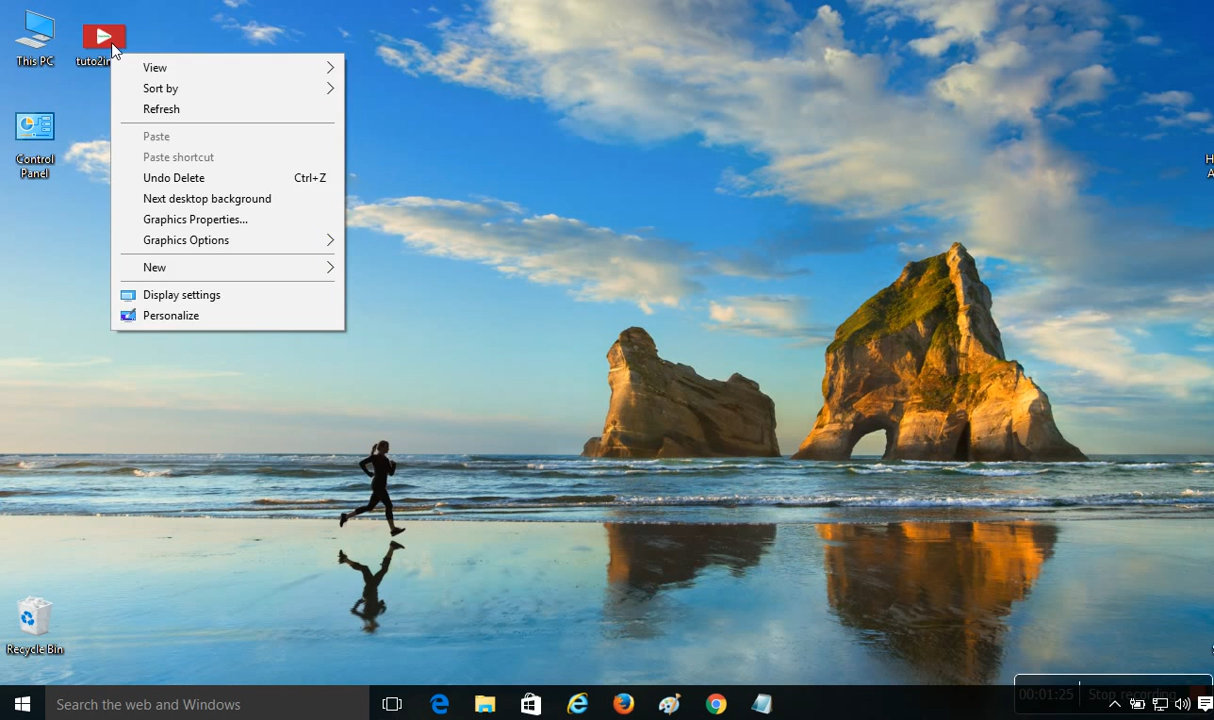 This PC
tuto2in
View
Sort by
Refresh
Paste
Paste shortcut
Undo Delete Ctrl+Z
Next desktop background
Graphics Properties...
Graphics Options
New
Display settings
Personalize
Control
Panel
H
A
Recycle Bin
Search the web and Windows
00:01:25 Stop recording